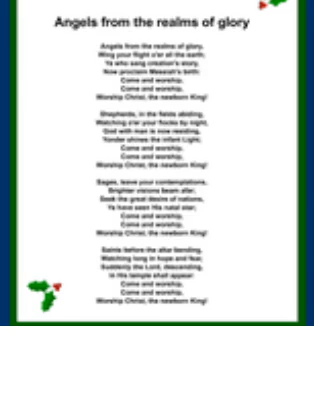 Angels from the realms of glory
Angels from the realms of glory,
Wing your flight o'er all the earth;
Ye who sang creation's story,
Now proclaim Messiah's birth:
Come and worship,
Come and worship,
Worship Christ, the newborn King!
Shepherds, in the fields abiding,
Watching o'er your flocks by night,
God with man is now residing,
Yonder shines the infant Light;
Come and worship,
Come and worship,
Worship Christ, the newborn King!
Sages, leave your contemplations,
Brighter visions beam afar;
Seek the great desire of nations,
Ye have seen His natal star;
Come and worship,
Come and worship,
Worship Christ, the newborn King!
Saints before the altar bending,
Watching long in hope and fear,
Suddenly the Lord, descending,
In His temple shall appear:
Come and worship,
Come and worship,
Worship Christ, the newborn King!